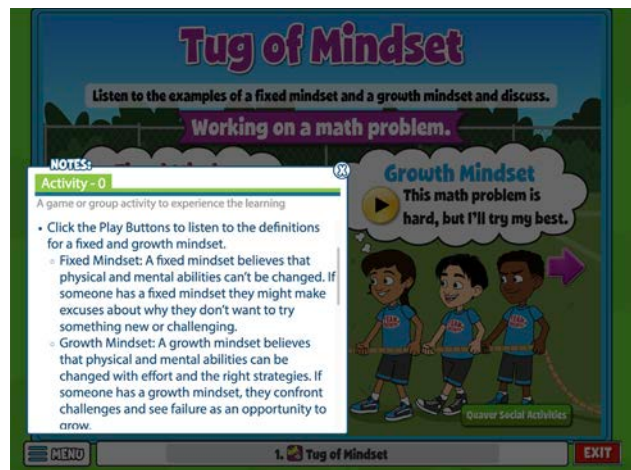 Tug of Mindset
Listen to the examples of a fixed mindset and a growth mindset and discuss.
Working on a math problem.
NOTES:
X
Activity - 0
A game or group activity to experience the learning
• Click the Play Buttons to listen to the definitions
for a fixed and growth mindset.
○ Fixed Mindset: A fixed mindset believes that
physical and mental abilities can't be changed. If
someone has a fixed mindset they might make
excuses about why they don't want to try
something new or challenging.
○ Growth Mindset: A growth mindset believes
that physical and mental abilities can be
changed with effort and the right strategies. If
someone has a growth mindset, they confront
challenges and see failure as an opportunity to
grow.
Growth Mindset
This math problem is
hard, but I'll try my best.
Quaver Social Activities
MENU
1. Tug of Mindset
EXIT